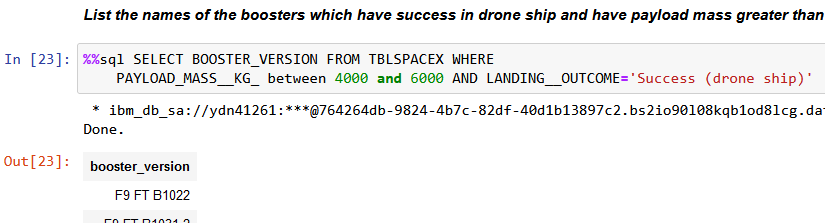 List the names of the boosters which have success in drone ship and have payload mass greater than
In [23]: %%sql SELECT BOOSTER_VERSION FROM TBLSPACEX WHERE
PAYLOAD_MASS__KG_ between 4000 and 6000 AND LANDING__OUTCOME='Success (drone ship)'
* ibm_db_sa://ydn41261:***@764264db-9824-4b7c-82df-40d1b13897c2.bs2io90l08kqb1od8lcg.da
Done.
Out[23]: booster_version
F9 FT B1022
F9 FT B1031.2